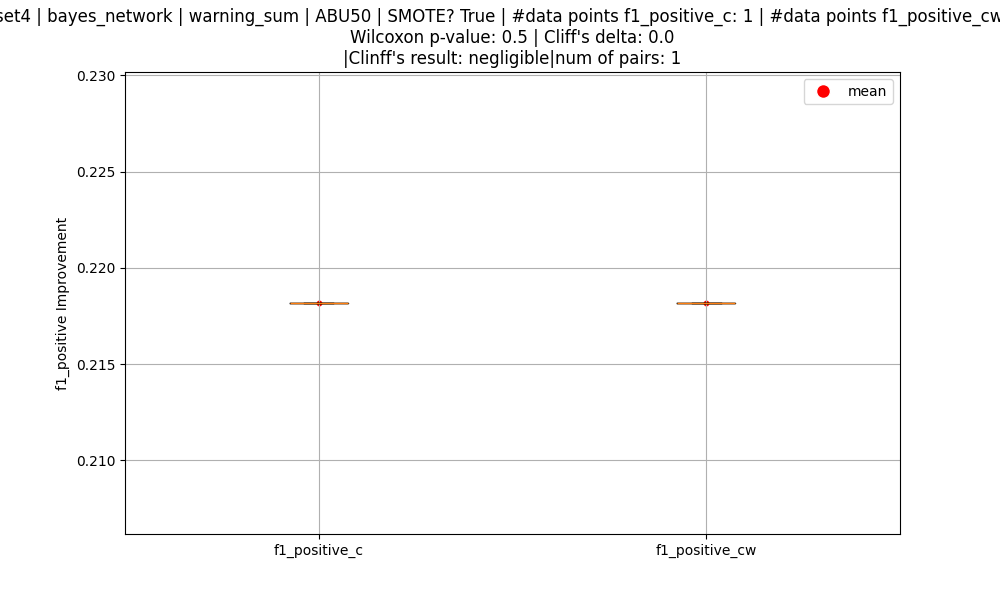 set4 | bayes_network | warning_sum | ABU50 | SMOTE? True | #data points f1_positive_c: 1 | #data points f1_positive_cw
Wilcoxon p-value: 0.5 | Cliff's delta: 0.0
|Clinff's result: negligible|num of pairs: 1
mean
0.230
0.225
0.220
0.215
0.210
f1_positive Improvement
f1_positive_c
f1_positive_cw